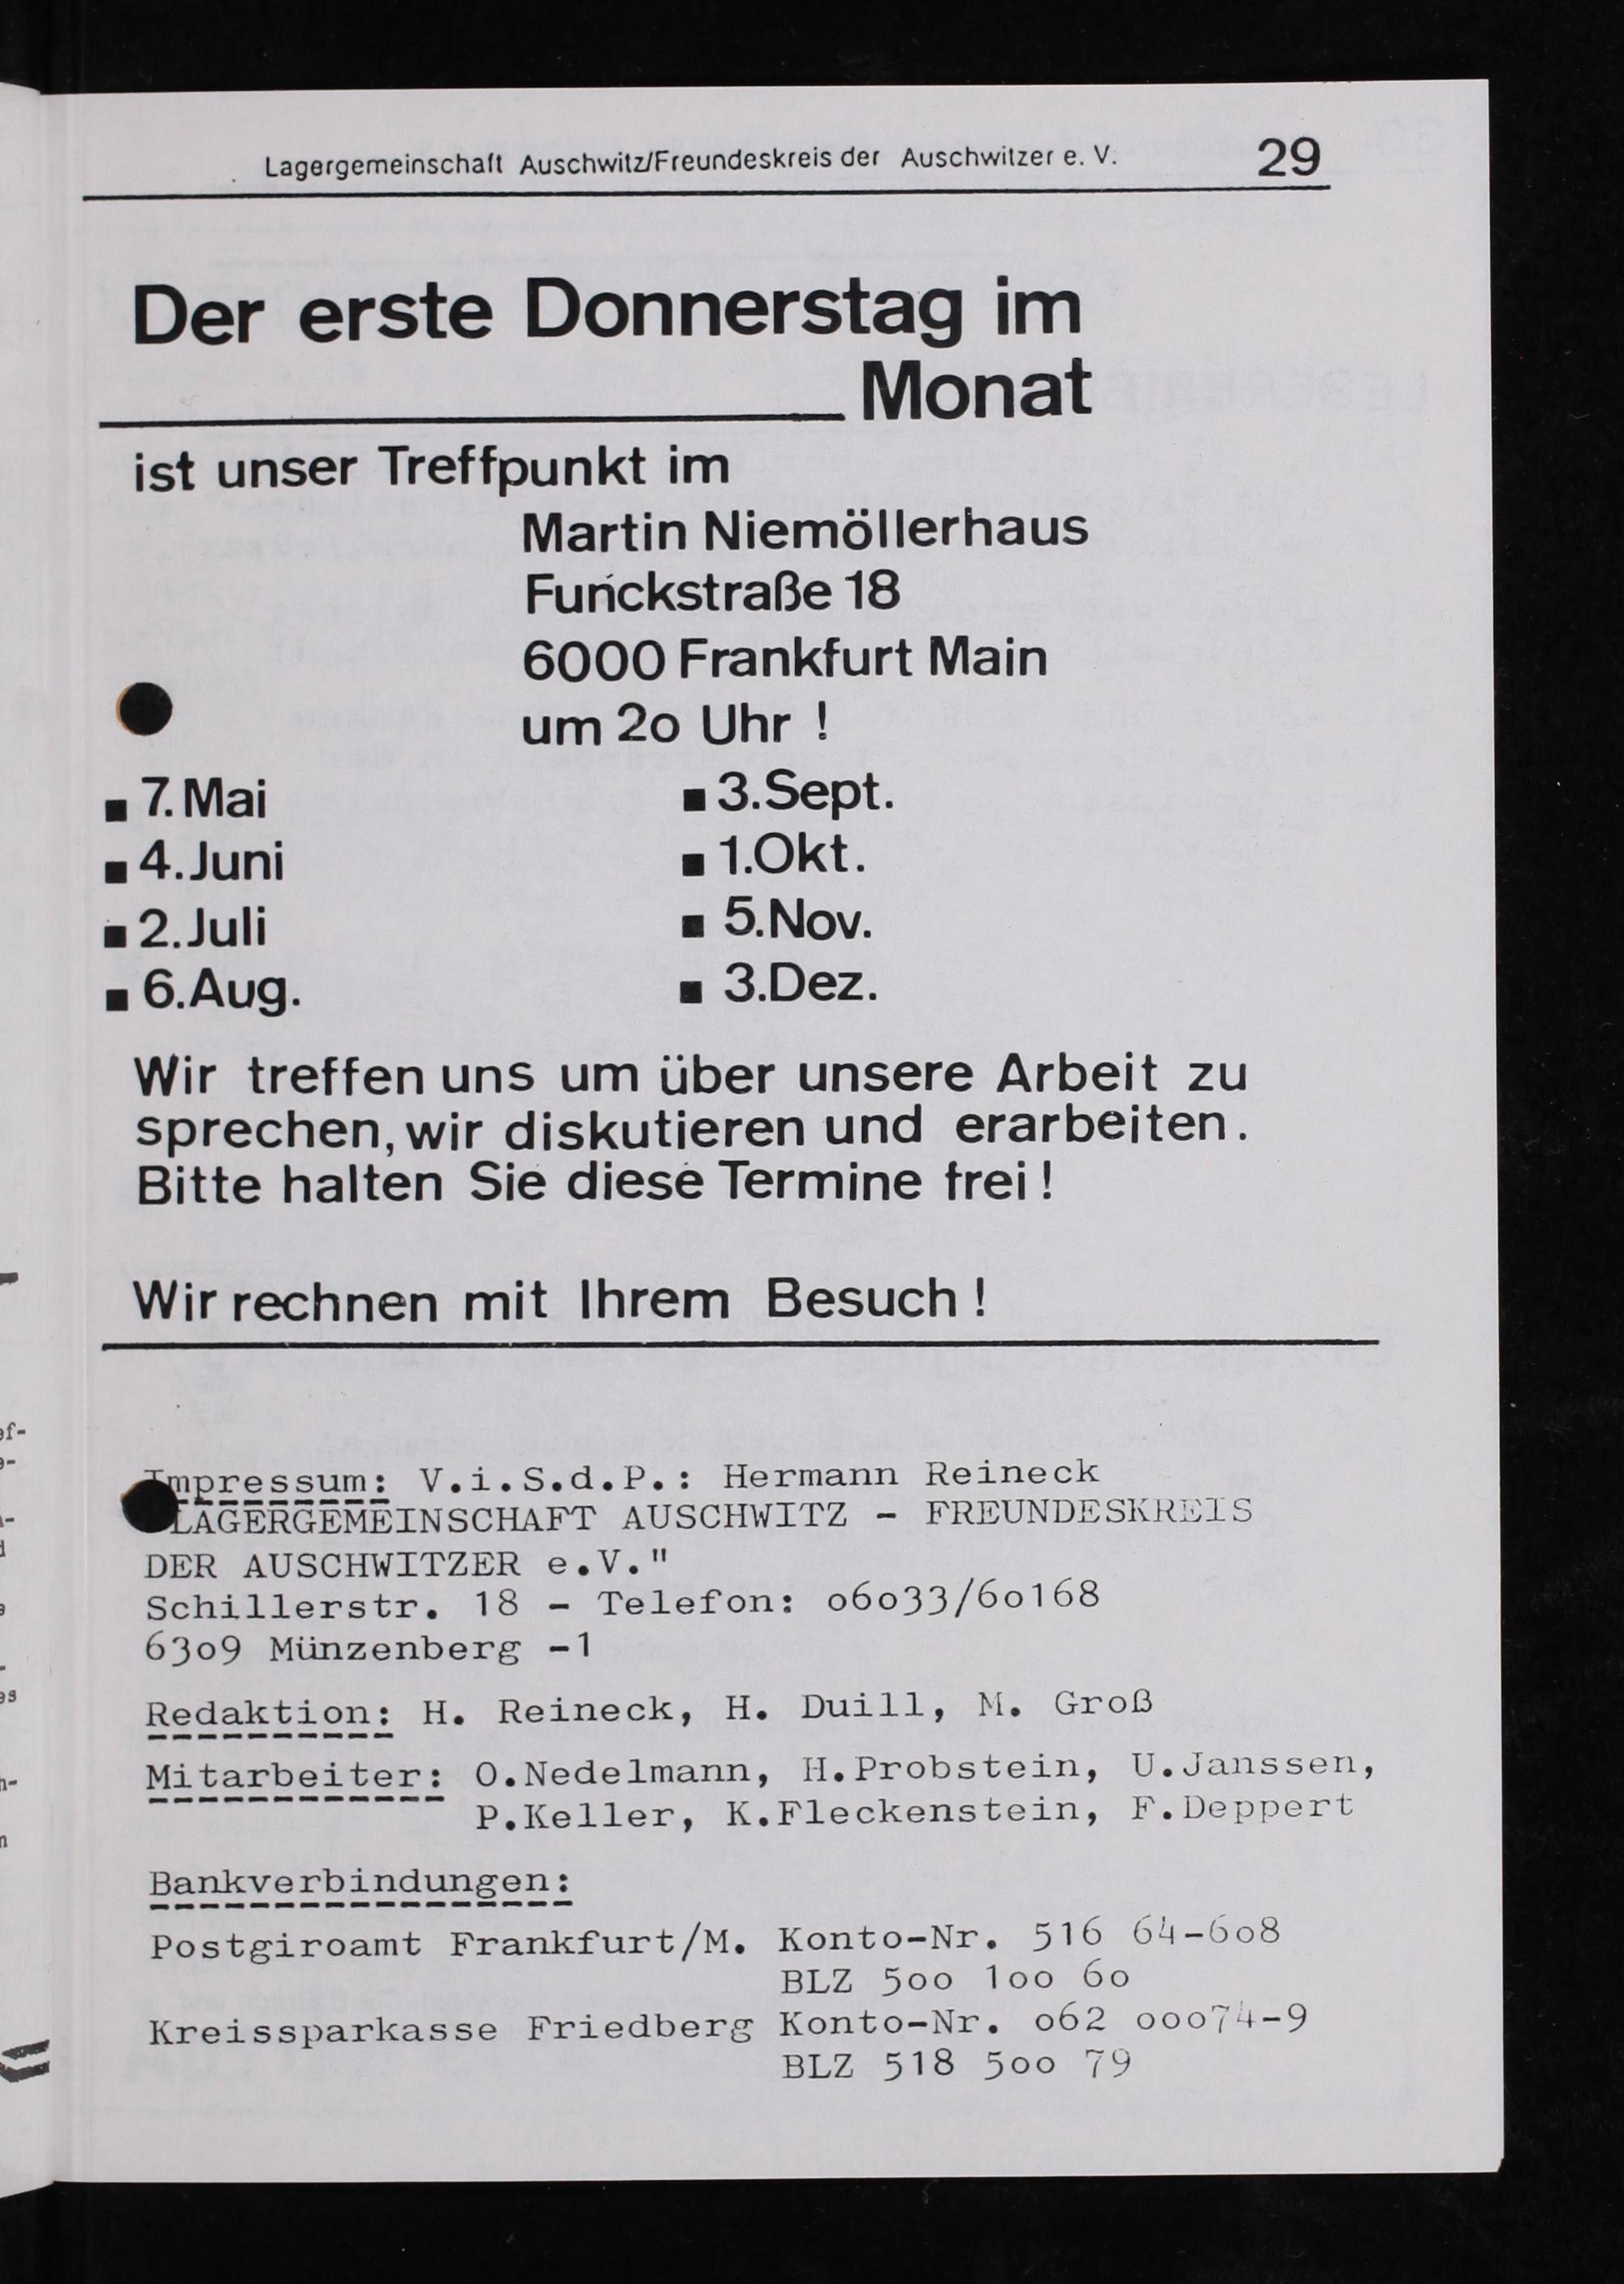 Lagergemeinschaft Auschwitz/Freundeskreis der Auschwitzer e. V. 29
Der erste Donnerstag im
Monat
ist unser Treffpunkt im
Martin Niemöllerhaus
Funckstraße 18
6000 Frankfurt Main
um 2o Uhr !
7. Mai
4. Juni
2. Juli
6. Aug.
3. Sept.
1. Okt.
5. Nov.
3. Dez.
Wir treffen uns um über unsere Arbeit zu
sprechen, wir diskutieren und erarbeiten.
Bitte halten Sie diese Termine frei !
Wir rechnen mit Ihrem Besuch !
Impressum: V.i.S.d.P.: Hermann Reineck
LAGERGEMEINSCHAFT AUSCHWITZ - FREUNDESKREIS
DER AUSCHWITZER e.V."
Schillerstr. 18 - Telefon: o6o33/6o168
63o9 Münzenberg -1
Redaktion: H. Reineck, H. Duill, M. Groß
Mitarbeiter: O.Nedelmann, H.Probstein, U.Janssen,
P.Keller, K.Fleckenstein, F.Deppert
Bankverbindungen:
Postgiroamt Frankfurt/M. Konto-Nr. 516 64-6o8
BLZ 5oo 1oo 6o
Kreissparkasse Friedberg Konto-Nr. o62 ooo74-9
BLZ 518 5oo 79